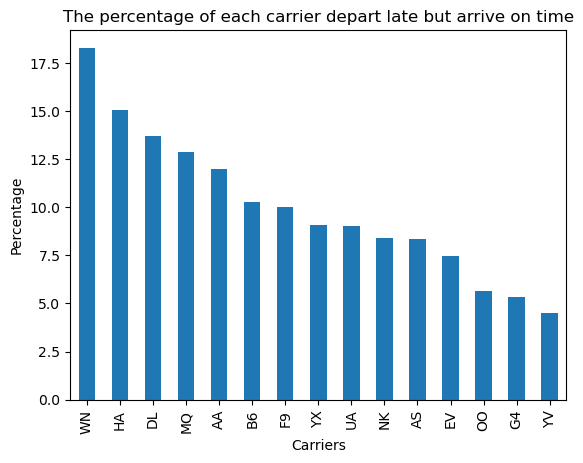 The percentage of each carrier depart late but arrive on time
Percentage
17.5
15.0
12.5
10.0
7.5
5.0
2.5
0.0
WN HA DL MQ AA B6 F9 YX UA NK AS EV OO G4 YV
Carriers